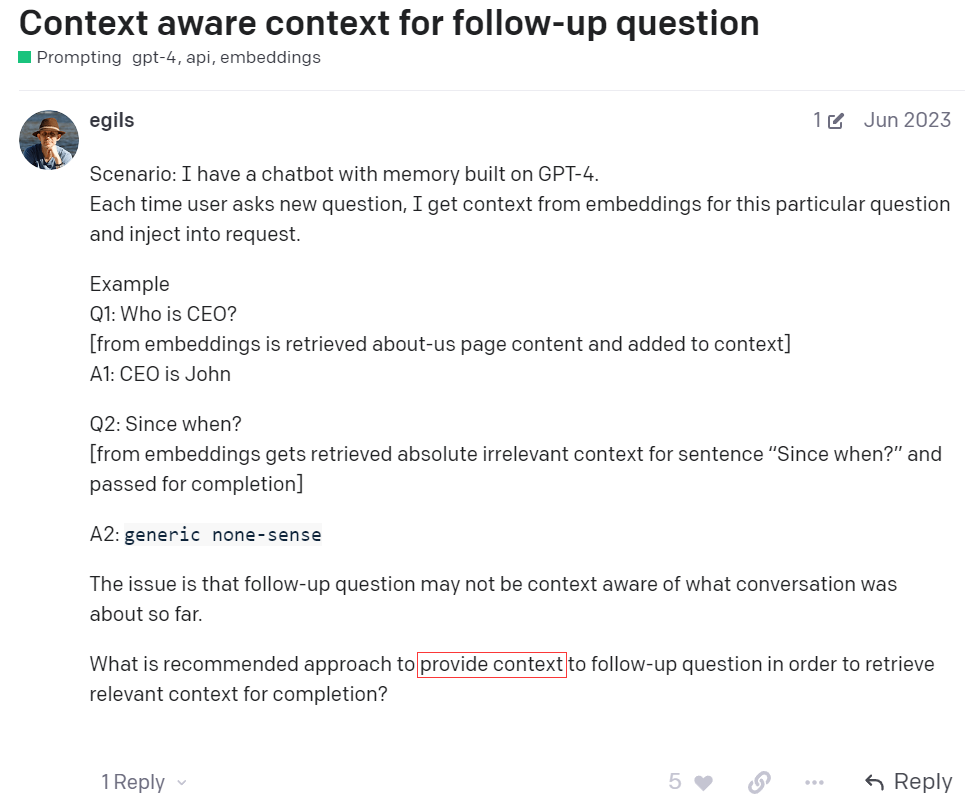 Context aware context for follow-up question
Prompting gpt-4, api, embeddings
egils
1 Jun 2023
Scenario: I have a chatbot with memory built on GPT-4.
Each time user asks new question, I get context from embeddings for this particular question
and inject into request.
Example
Q1: Who is CEO?
[from embeddings is retrieved about-us page content and added to context]
A1: CEO is John
Q2: Since when?
[from embeddings gets retrieved absolute irrelevant context for sentence “Since when?” and
passed for completion]
A2: generic none-sense
The issue is that follow-up question may not be context aware of what conversation was
about so far.
What is recommended approach to provide context to follow-up question in order to retrieve
relevant context for completion?
1 Reply
5
Reply